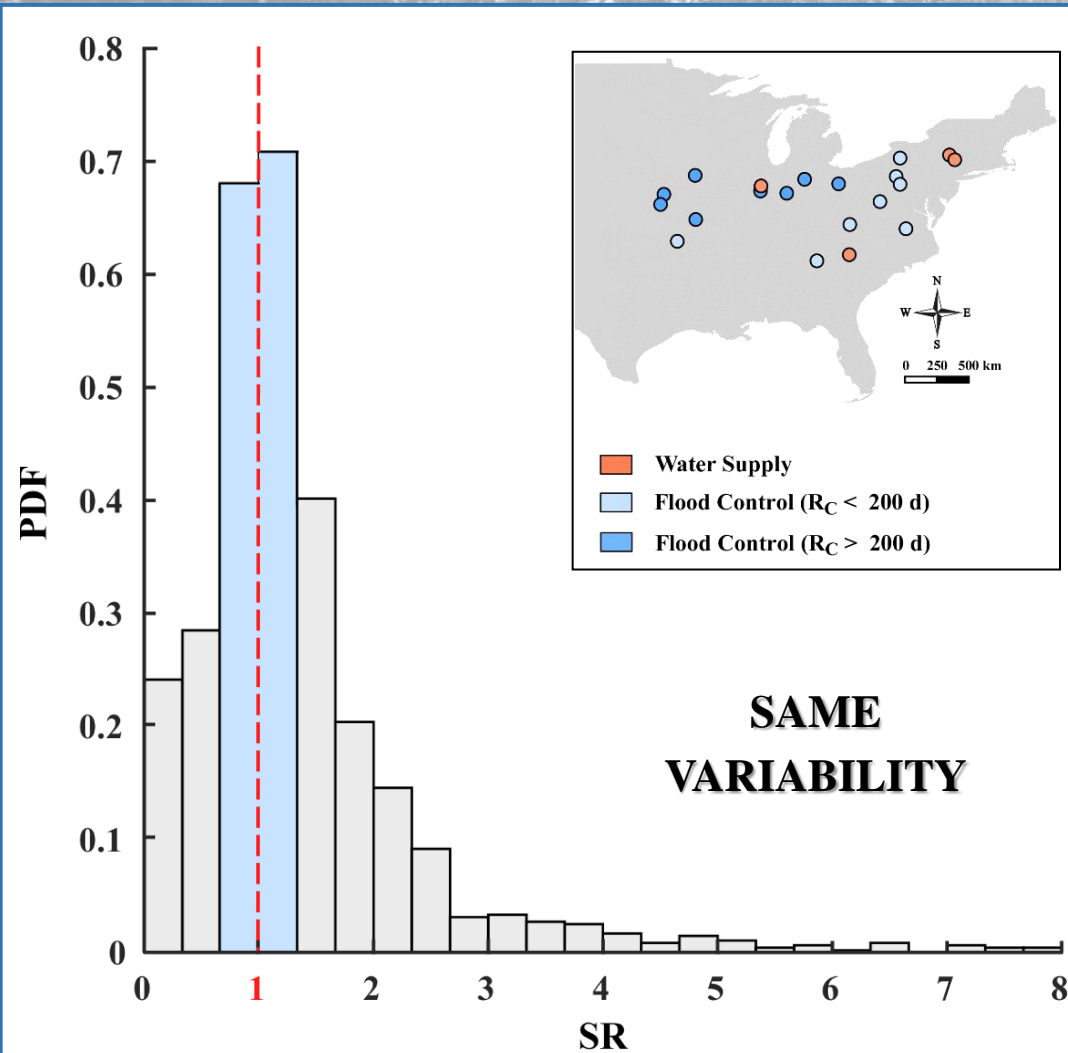 0.8
0.7
0.6
0.5
0.4
0.3
0.2
0.1
0
PDF
0 1 2 3 4 5 6 7 8
SR
N
W E
S
0 250 500 km
Water Supply
Flood Control (R_C < 200 d)
Flood Control (R_C > 200 d)
SAME
VARIABILITY